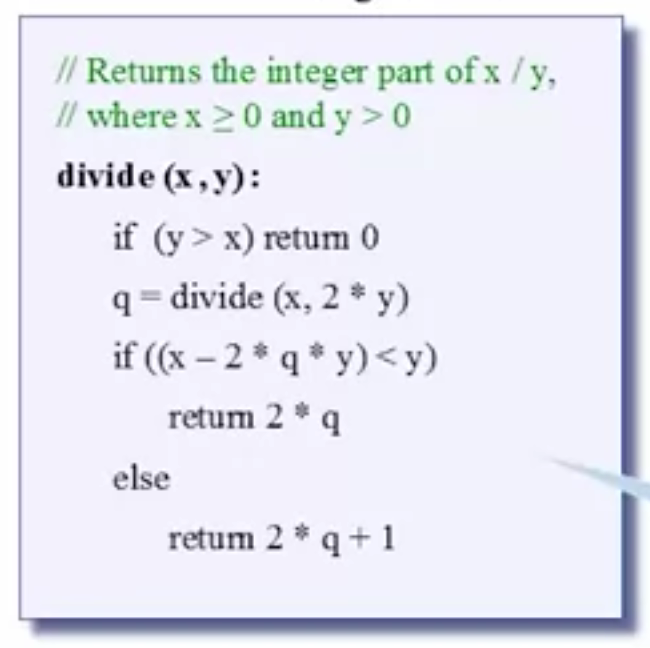 // Returns the integer part of x / y,
// where x ≥ 0 and y > 0
divide (x, y):
if (y > x) return 0
q = divide (x, 2 * y)
if ((x – 2 * q * y) < y)
return 2 * q
else
return 2 * q + 1